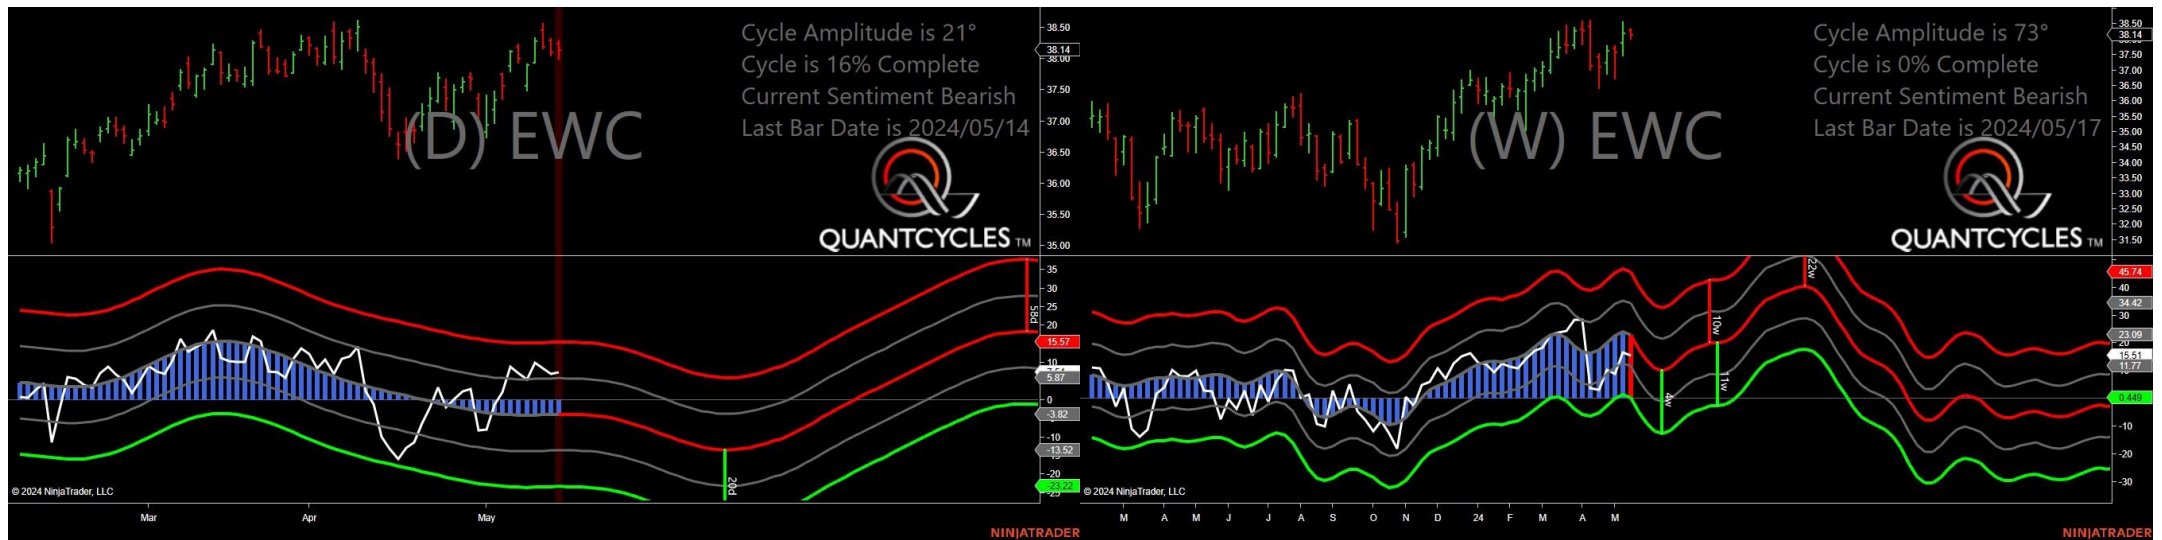 Cycle Amplitude is 21°
Cycle is 16% Complete
Current Sentiment Bearish
Last Bar Date is 2024/05/14
(D) EWC
QUANTCYCLES TM
38.50
38.14
38.00
37.50
37.00
36.50
36.00
35.50
35.00
35
30
25
20
15.57
10
5.87
0
-3.82
-10
-13.52
-20
-23.22
-25
58d
20d
© 2024 NinjaTrader, LLC
Mar Apr May
NINJATRADER
Cycle Amplitude is 73°
Cycle is 0% Complete
Current Sentiment Bearish
Last Bar Date is 2024/05/17
(W) EWC
QUANTCYCLES TM
38.50
38.14
37.50
37.00
36.50
36.00
35.50
35.00
34.50
34.00
33.50
33.00
32.50
32.00
31.50
45.74
40
34.42
30
23.09
20
15.51
11.77
0.449
-10
-20
-30
22w
10w
11w
4w
© 2024 NinjaTrader, LLC
M A M J J A S O N D 24 F M A M
NINJATRADER